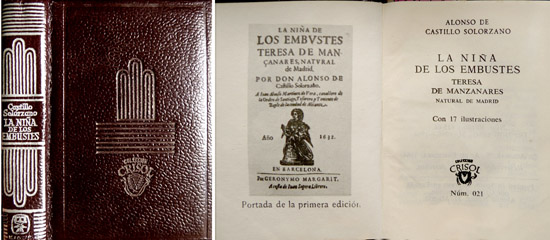 Castillo
Solorzano
LA NIÑA
DE LOS
EMBUSTES
COLECCION
CRISOL
LA NIÑA DE
LOS EMBVSTES
TERESA DE MAN-
ÇANARES, NATVRAL
de Madrid,
POR DON ALONSO DE
Castillo Solorzano.
Año 1632
EN BARCELONA,
Por GERONYMO MARGARIT.
Portada de la primera edición.
ALONSO DE
CASTILLO SOLORZANO
LA NIÑA
DE LOS EMBUSTES
TERESA
DE MANZANARES
NATURAL DE MADRID
Con 17 ilustraciones
COLECCION
CRISOL
Núm. 021